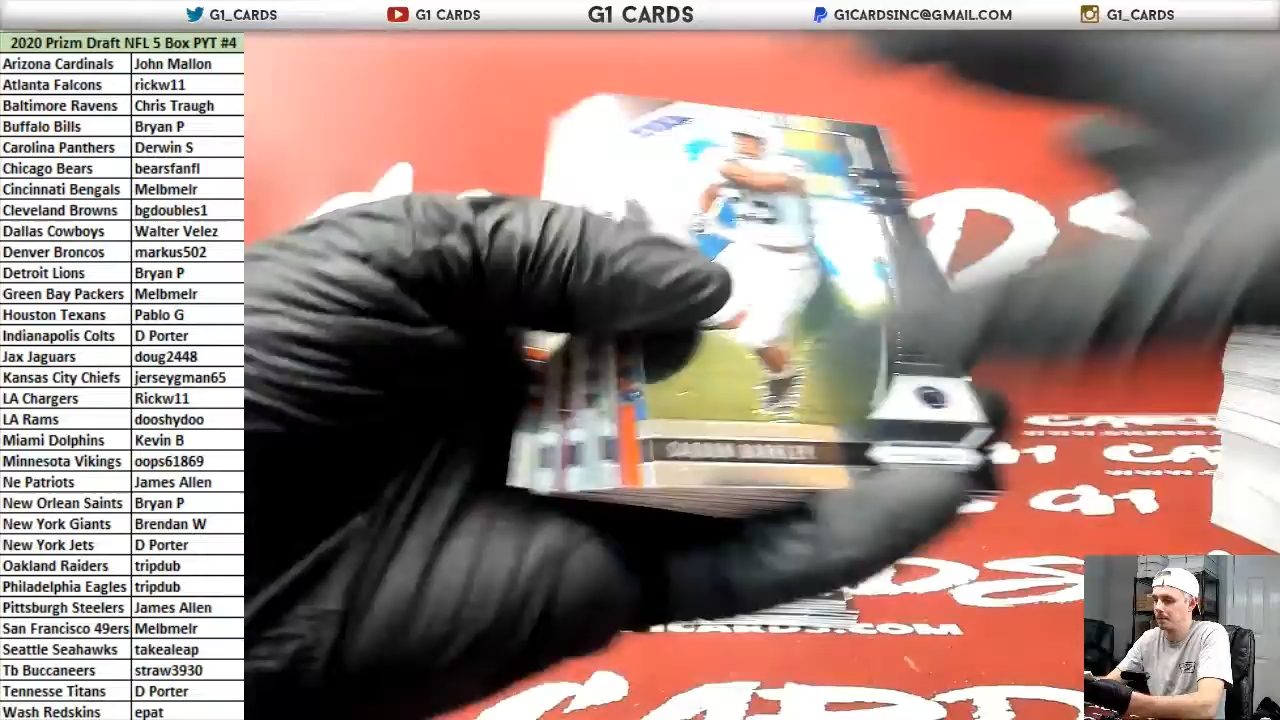 G1_CARDS G1 CARDS G1 CARDS G1CARDSINC@GMAIL.COM G1_CARDS
2020 Prizm Draft NFL 5 Box PYT #4
Arizona Cardinals John Mallon
Atlanta Falcons rickw11
Baltimore Ravens Chris Traugh
Buffalo Bills Bryan P
Carolina Panthers Derwin S
Chicago Bears bearsfanfl
Cincinnati Bengals Melbmelr
Cleveland Browns bgdoubles1
Dallas Cowboys Walter Velez
Denver Broncos markus502
Detroit Lions Bryan P
Green Bay Packers Melbmelr
Houston Texans Pablo G
Indianapolis Colts D Porter
Jax Jaguars doug2448
Kansas City Chiefs jerseygman65
LA Chargers Rickw11
LA Rams dooshydoo
Miami Dolphins Kevin B
Minnesota Vikings oops61869
Ne Patriots James Allen
New Orlean Saints Bryan P
New York Giants Brendan W
New York Jets D Porter
Oakland Raiders tripdub
Philadelphia Eagles tripdub
Pittsburgh Steelers James Allen
San Francisco 49ers Melbmelr
Seattle Seahawks takealeap
Tb Buccaneers straw3930
Tennesse Titans D Porter
Wash Redskins epat
SAQUON BARKLEY